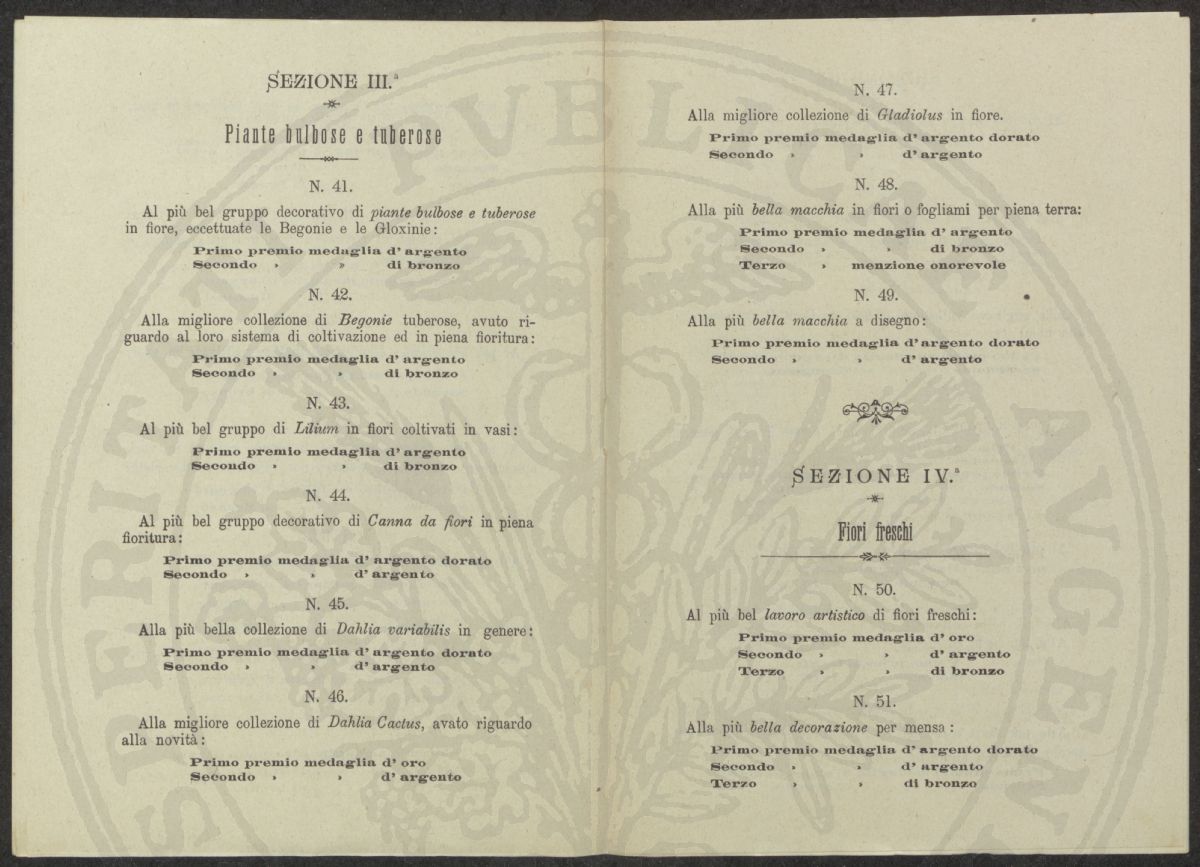 SEZIONE III.ª
Piante bulbose e tuberose
N. 41.
Al più bel gruppo decorativo di piante bulbose e tuberose
in fiore, eccettuate le Begonie e le Gloxinie:
Primo premio medaglia d' argento
Secondo » » di bronzo
N. 42.
Alla migliore collezione di Begonie tuberose, avuto ri-
guardo al loro sistema di coltivazione ed in piena fioritura:
Primo premio medaglia d' argento
Secondo » » di bronzo
N. 43.
Al più bel gruppo di Lilium in fiori coltivati in vasi:
Primo premio medaglia d' argento
Secondo » » di bronzo
N. 44.
Al più bel gruppo decorativo di Canna da fiori in piena
fioritura:
Primo premio medaglia d' argento dorato
Secondo » » d' argento
N. 45.
Alla più bella collezione di Dahlia variabilis in genere:
Primo premio medaglia d' argento dorato
Secondo » » d' argento
N. 46.
Alla migliore collezione di Dahlia Cactus, avato riguardo
alla novità:
Primo premio medaglia d' oro
Secondo » » d' argento
N. 47.
Alla migliore collezione di Gladiolus in fiore.
Primo premio medaglia d' argento dorato
Secondo » » d' argento
N. 48.
Alla più bella macchia in fiori o fogliami per piena terra:
Primo premio medaglia d' argento
Secondo » » di bronzo
Terzo » menzione onorevole
N. 49.
Alla più bella macchia a disegno:
Primo premio medaglia d' argento dorato
Secondo » » d' argento
SEZIONE IV.ª
Fiori freschi
N. 50.
Al più bel lavoro artistico di fiori freschi:
Primo premio medaglia d' oro
Secondo » » d' argento
Terzo » » di bronzo
N. 51.
Alla più bella decorazione per mensa :
Primo premio medaglia d' argento dorato
Secondo » » d' argento
Terzo » » di bronzo